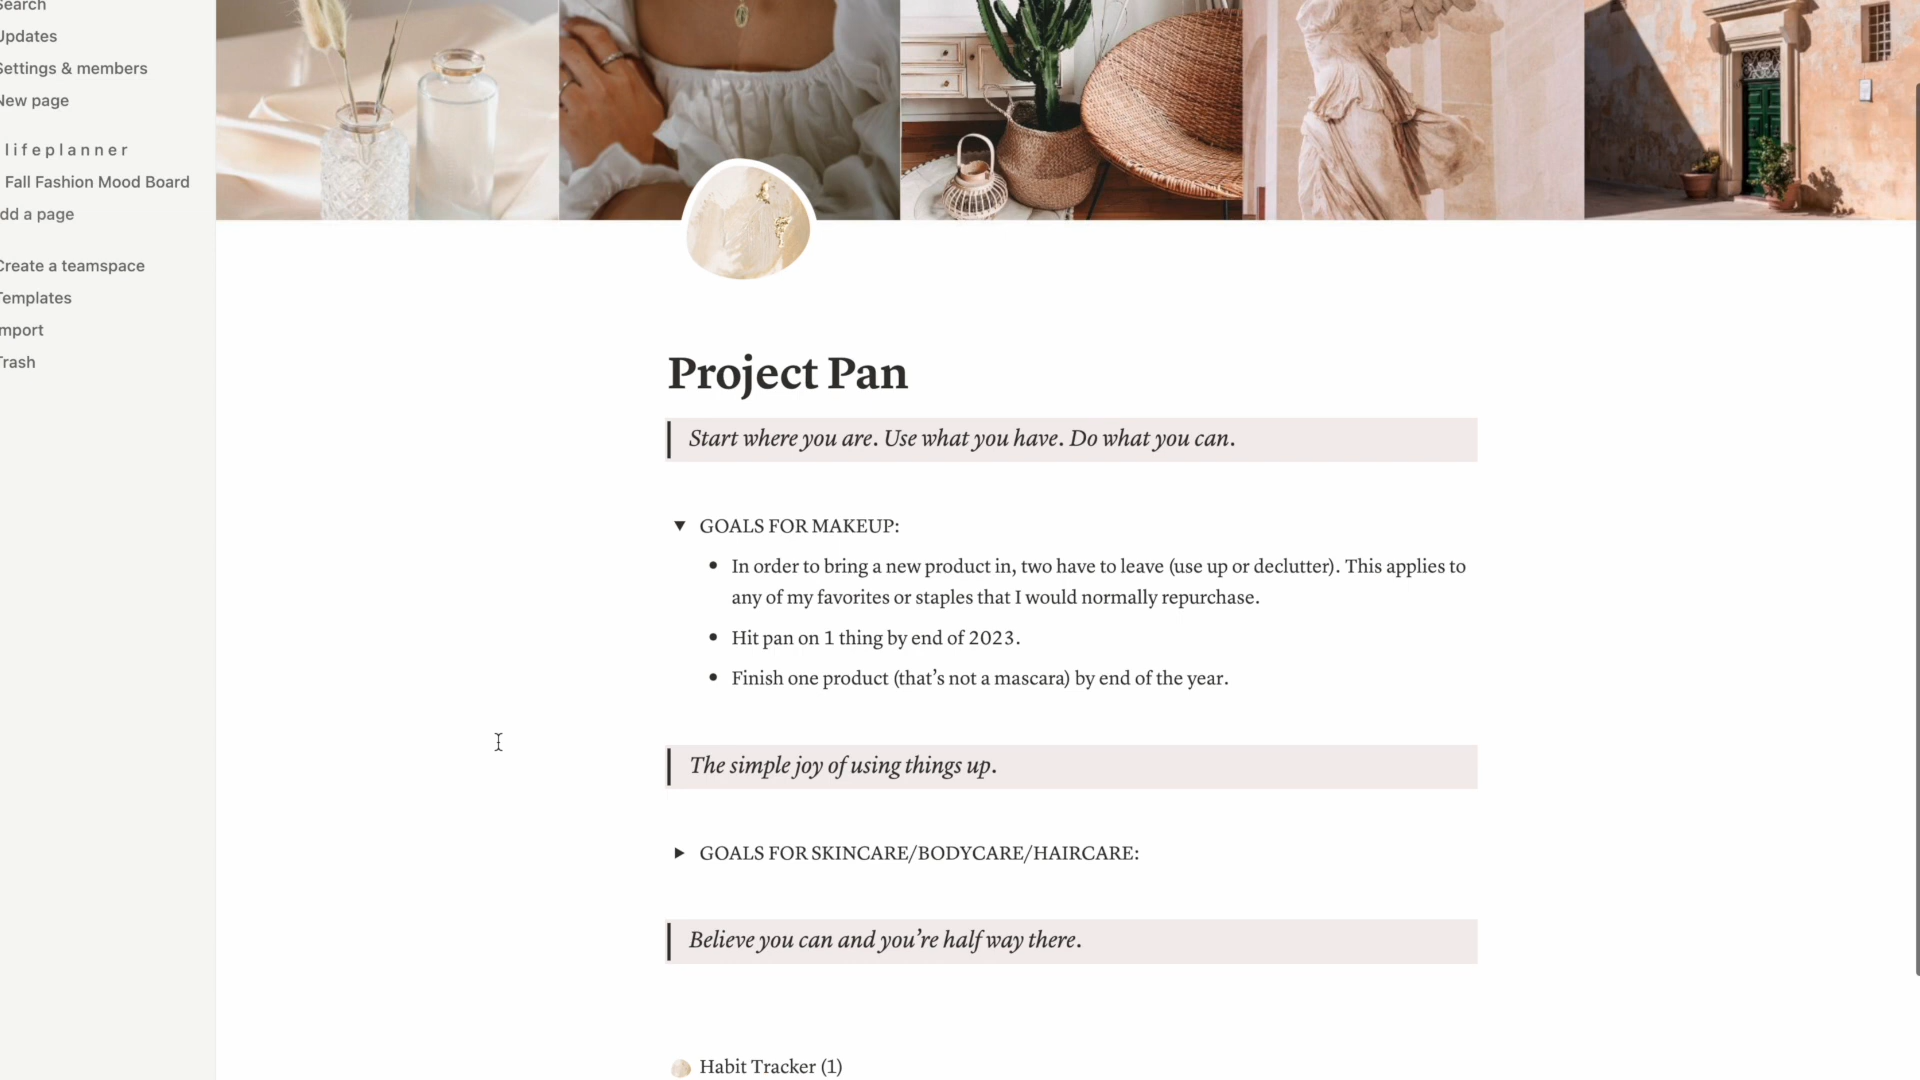 Search
Updates
Settings & members
New page
lifeplanner
Fall Fashion Mood Board
dd a page
Create a teamspace
Templates
mport
Trash
Project Pan
Start where you are. Use what you have. Do what you can.
GOALS FOR MAKEUP:
In order to bring a new product in, two have to leave (use up or declutter). This applies to
any of my favorites or staples that I would normally repurchase.
Hit pan on 1 thing by end of 2023.
Finish one product (that’s not a mascara) by end of the year.
The simple joy of using things up.
GOALS FOR SKINCARE/BODYCARE/HAIRCARE:
Believe you can and you’re half way there.
Habit Tracker (1)